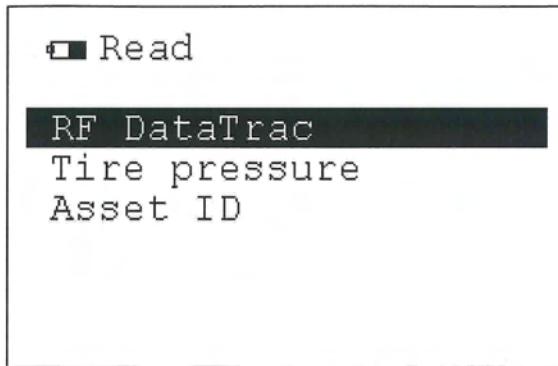 Read
RF DataTrac
Tire pressure
Asset ID